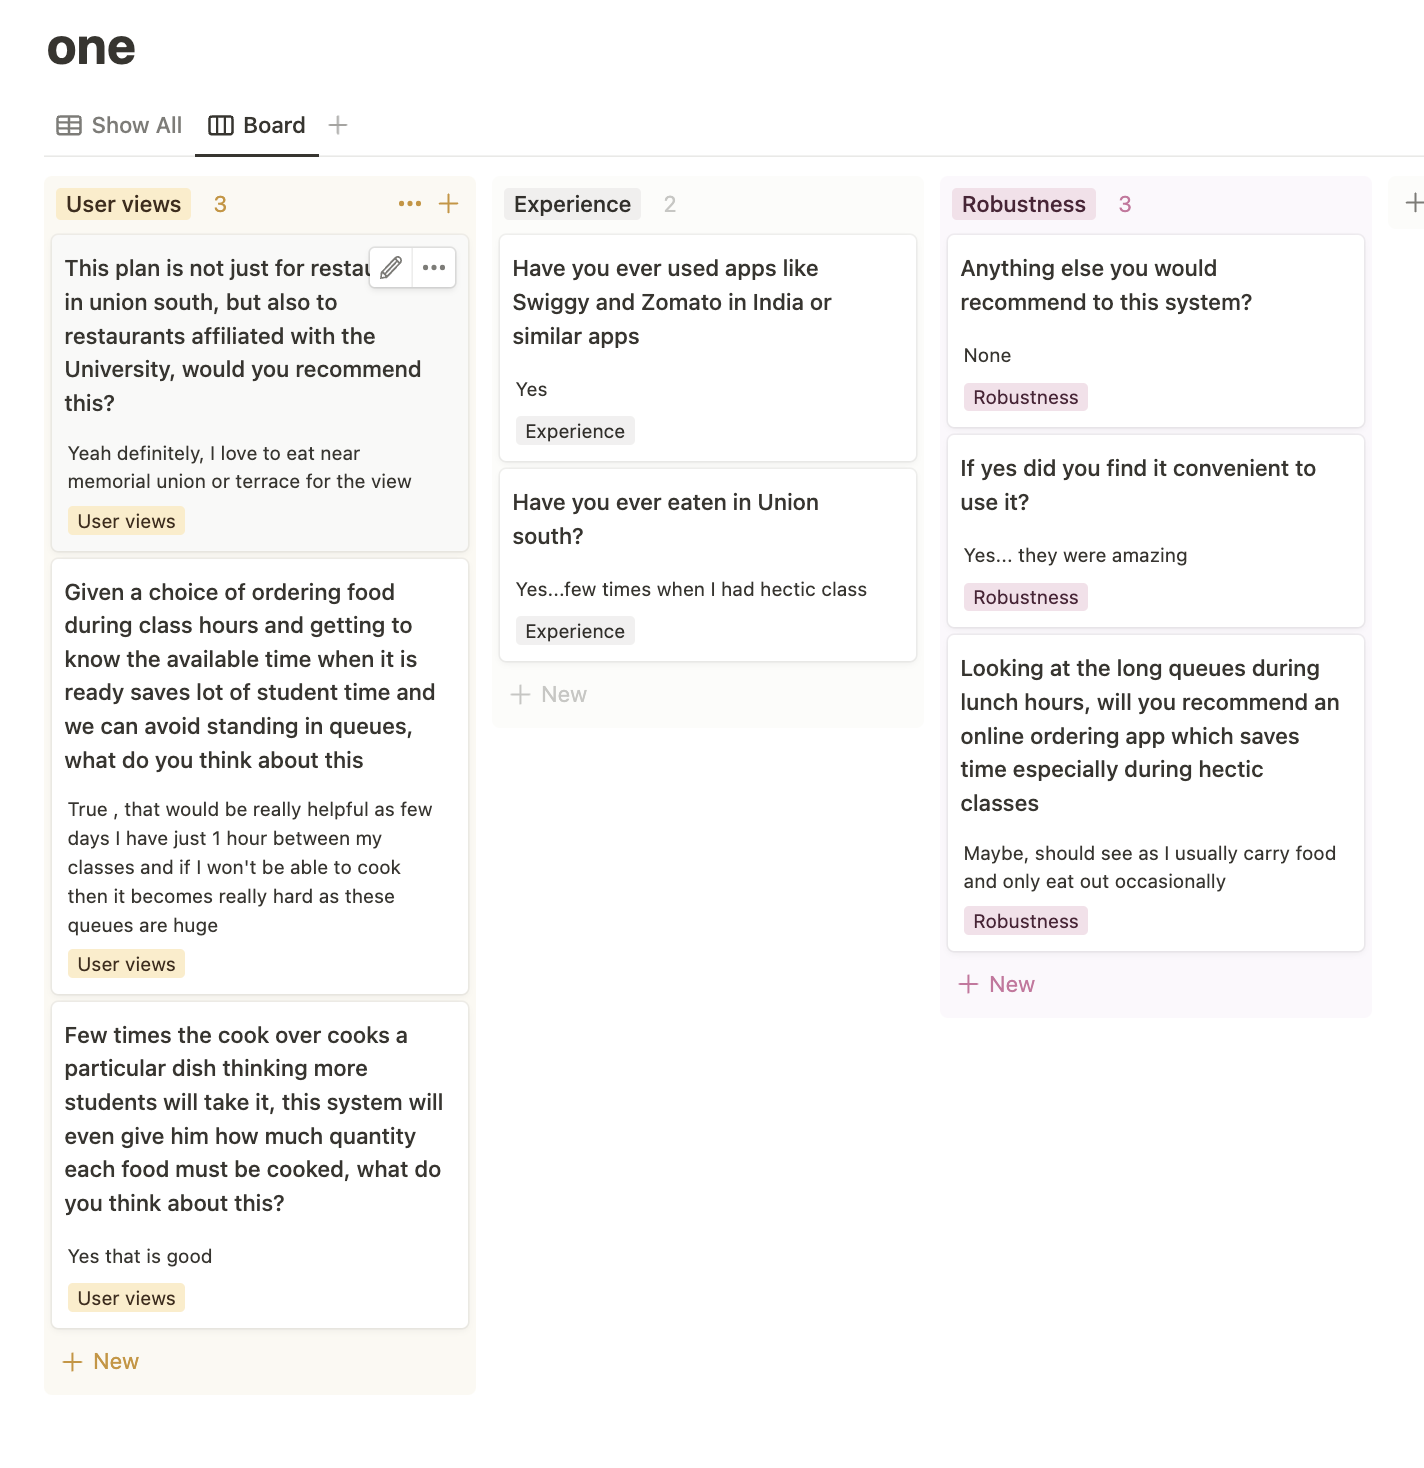 one
Show All
Board
User views 3
This plan is not just for
in union south, but also to
restaurants affiliated with the
University, would you recommend
this?
Yeah definitely, I love to eat near
memorial union or terrace for the view
User views
Given a choice of ordering food
during class hours and getting to
know the available time when it is
ready saves lot of student time and
we can avoid standing in queues,
what do you think about this
True , that would be really helpful as few
days I have just 1 hour between my
classes and if I won't be able to cook
then it becomes really hard as these
queues are huge
User views
Few times the cook over cooks a
particular dish thinking more
students will take it, this system will
even give him how much quantity
each food must be cooked, what do
you think about this?
Yes that is good
User views
New
Experience 2
Have you ever used apps like
Swiggy and Zomato in India or
similar apps
Yes
Experience
Have you ever eaten in Union
south?
Yes...few times when I had hectic class
Experience
New
Robustness 3
Anything else you would
recommend to this system?
None
Robustness
If yes did you find it convenient to
use it?
Yes... they were amazing
Robustness
Looking at the long queues during
lunch hours, will you recommend an
online ordering app which saves
time especially during hectic
classes
Maybe, should see as I usually carry food
and only eat out occasionally
Robustness
New